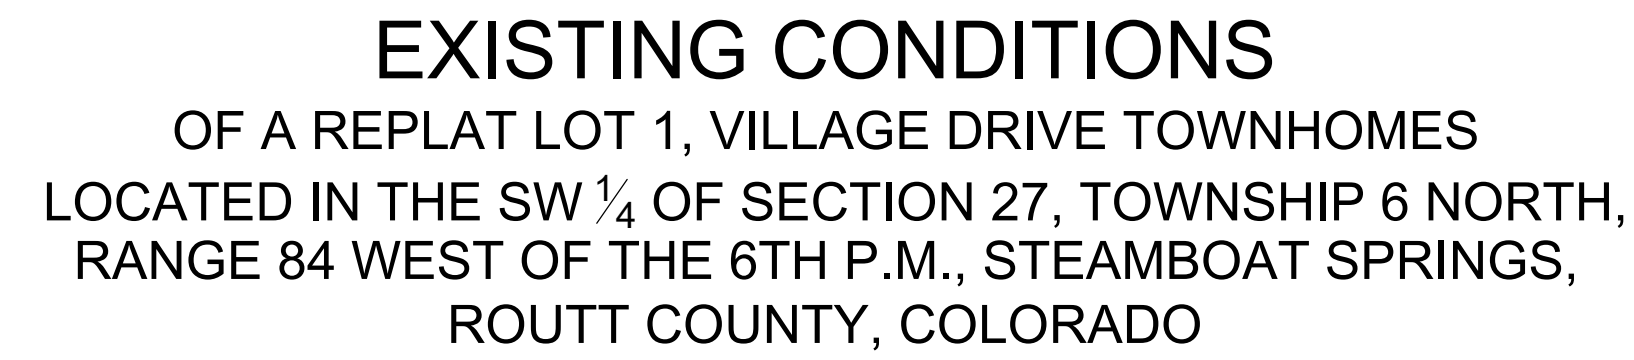 EXISTING CONDITIONS
OF A REPLAT LOT 1, VILLAGE DRIVE TOWNHOMES
LOCATED IN THE SW ¼ OF SECTION 27, TOWNSHIP 6 NORTH,
RANGE 84 WEST OF THE 6TH P.M., STEAMBOAT SPRINGS,
ROUTT COUNTY, COLORADO